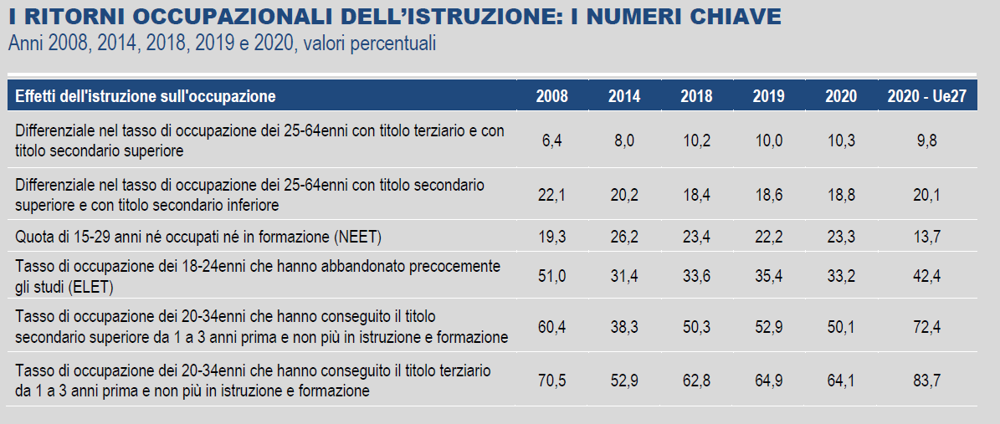 I RITORNI OCCUPAZIONALI DELL’ISTRUZIONE: I NUMERI CHIAVE
Anni 2008, 2014, 2018, 2019 e 2020, valori percentuali
Effetti dell'istruzione sull'occupazione 2008 2014 2018 2019 2020 2020 - Ue27
Differenziale nel tasso di occupazione dei 25-64enni con titolo terziario e con
titolo secondario superiore 6,4 8,0 10,2 10,0 10,3 9,8
Differenziale nel tasso di occupazione dei 25-64enni con titolo secondario
superiore e con titolo secondario inferiore 22,1 20,2 18,4 18,6 18,8 20,1
Quota di 15-29 anni né occupati né in formazione (NEET) 19,3 26,2 23,4 22,2 23,3 13,7
Tasso di occupazione dei 18-24enni che hanno abbandonato precocemente
gli studi (ELET) 51,0 31,4 33,6 35,4 33,2 42,4
Tasso di occupazione dei 20-34enni che hanno conseguito il titolo
secondario superiore da 1 a 3 anni prima e non più in istruzione e formazione 60,4 38,3 50,3 52,9 50,1 72,4
Tasso di occupazione dei 20-34enni che hanno conseguito il titolo terziario
da 1 a 3 anni prima e non più in istruzione e formazione 70,5 52,9 62,8 64,9 64,1 83,7